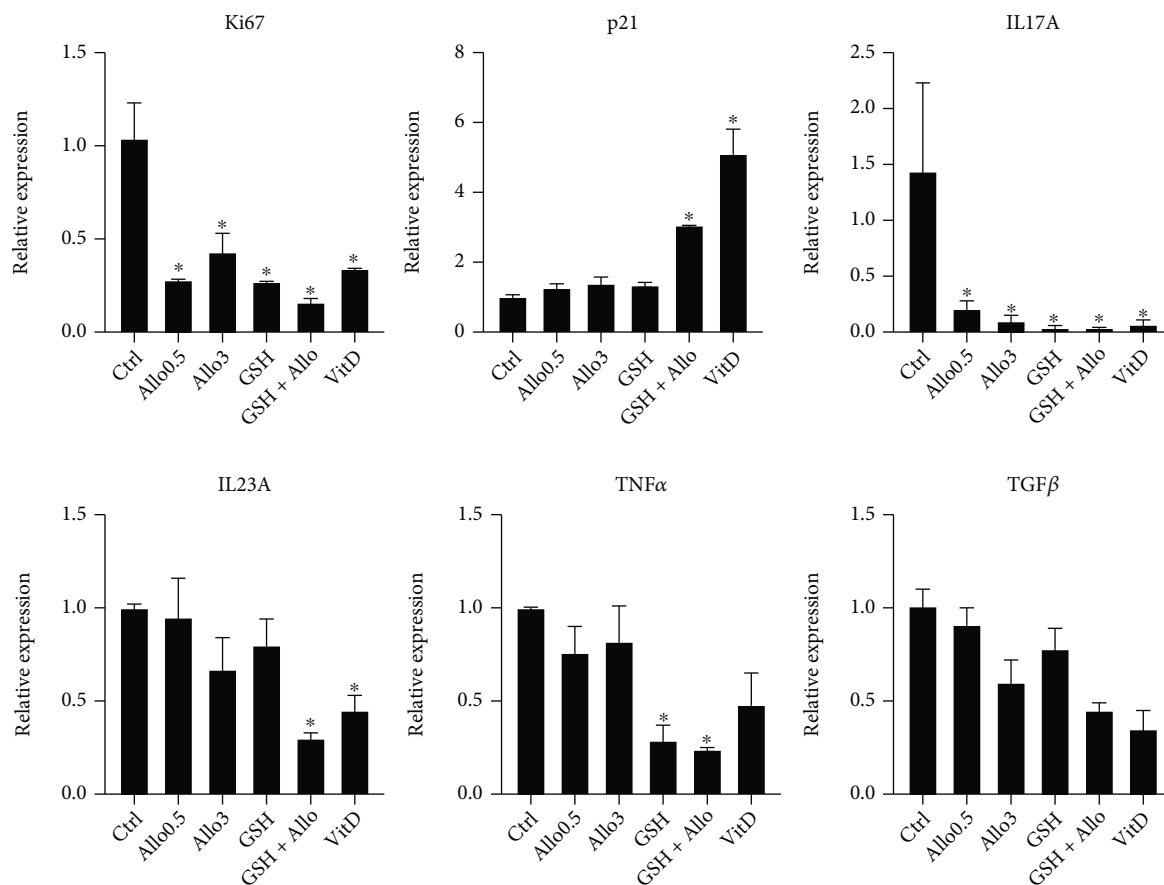 Ki67
Relative expression
1.5
1.0
0.5
0.0
*
*
*
*
*
Ctrl
Allo0.5
Allo3
GSH
GSH + Allo
VitD
p21
Relative expression
8
6
4
2
0
*
*
Ctrl
Allo0.5
Allo3
GSH
GSH + Allo
VitD
IL17A
Relative expression
2.5
2.0
1.5
1.0
0.5
0.0
*
*
*
*
*
Ctrl
Allo0.5
Allo3
GSH
GSH + Allo
VitD
IL23A
Relative expression
1.5
1.0
0.5
0.0
*
*
Ctrl
Allo0.5
Allo3
GSH
GSH + Allo
VitD
TNFα
Relative expression
1.5
1.0
0.5
0.0
*
*
Ctrl
Allo0.5
Allo3
GSH
GSH + Allo
VitD
TGFβ
Relative expression
1.5
1.0
0.5
0.0
Ctrl
Allo0.5
Allo3
GSH
GSH + Allo
VitD